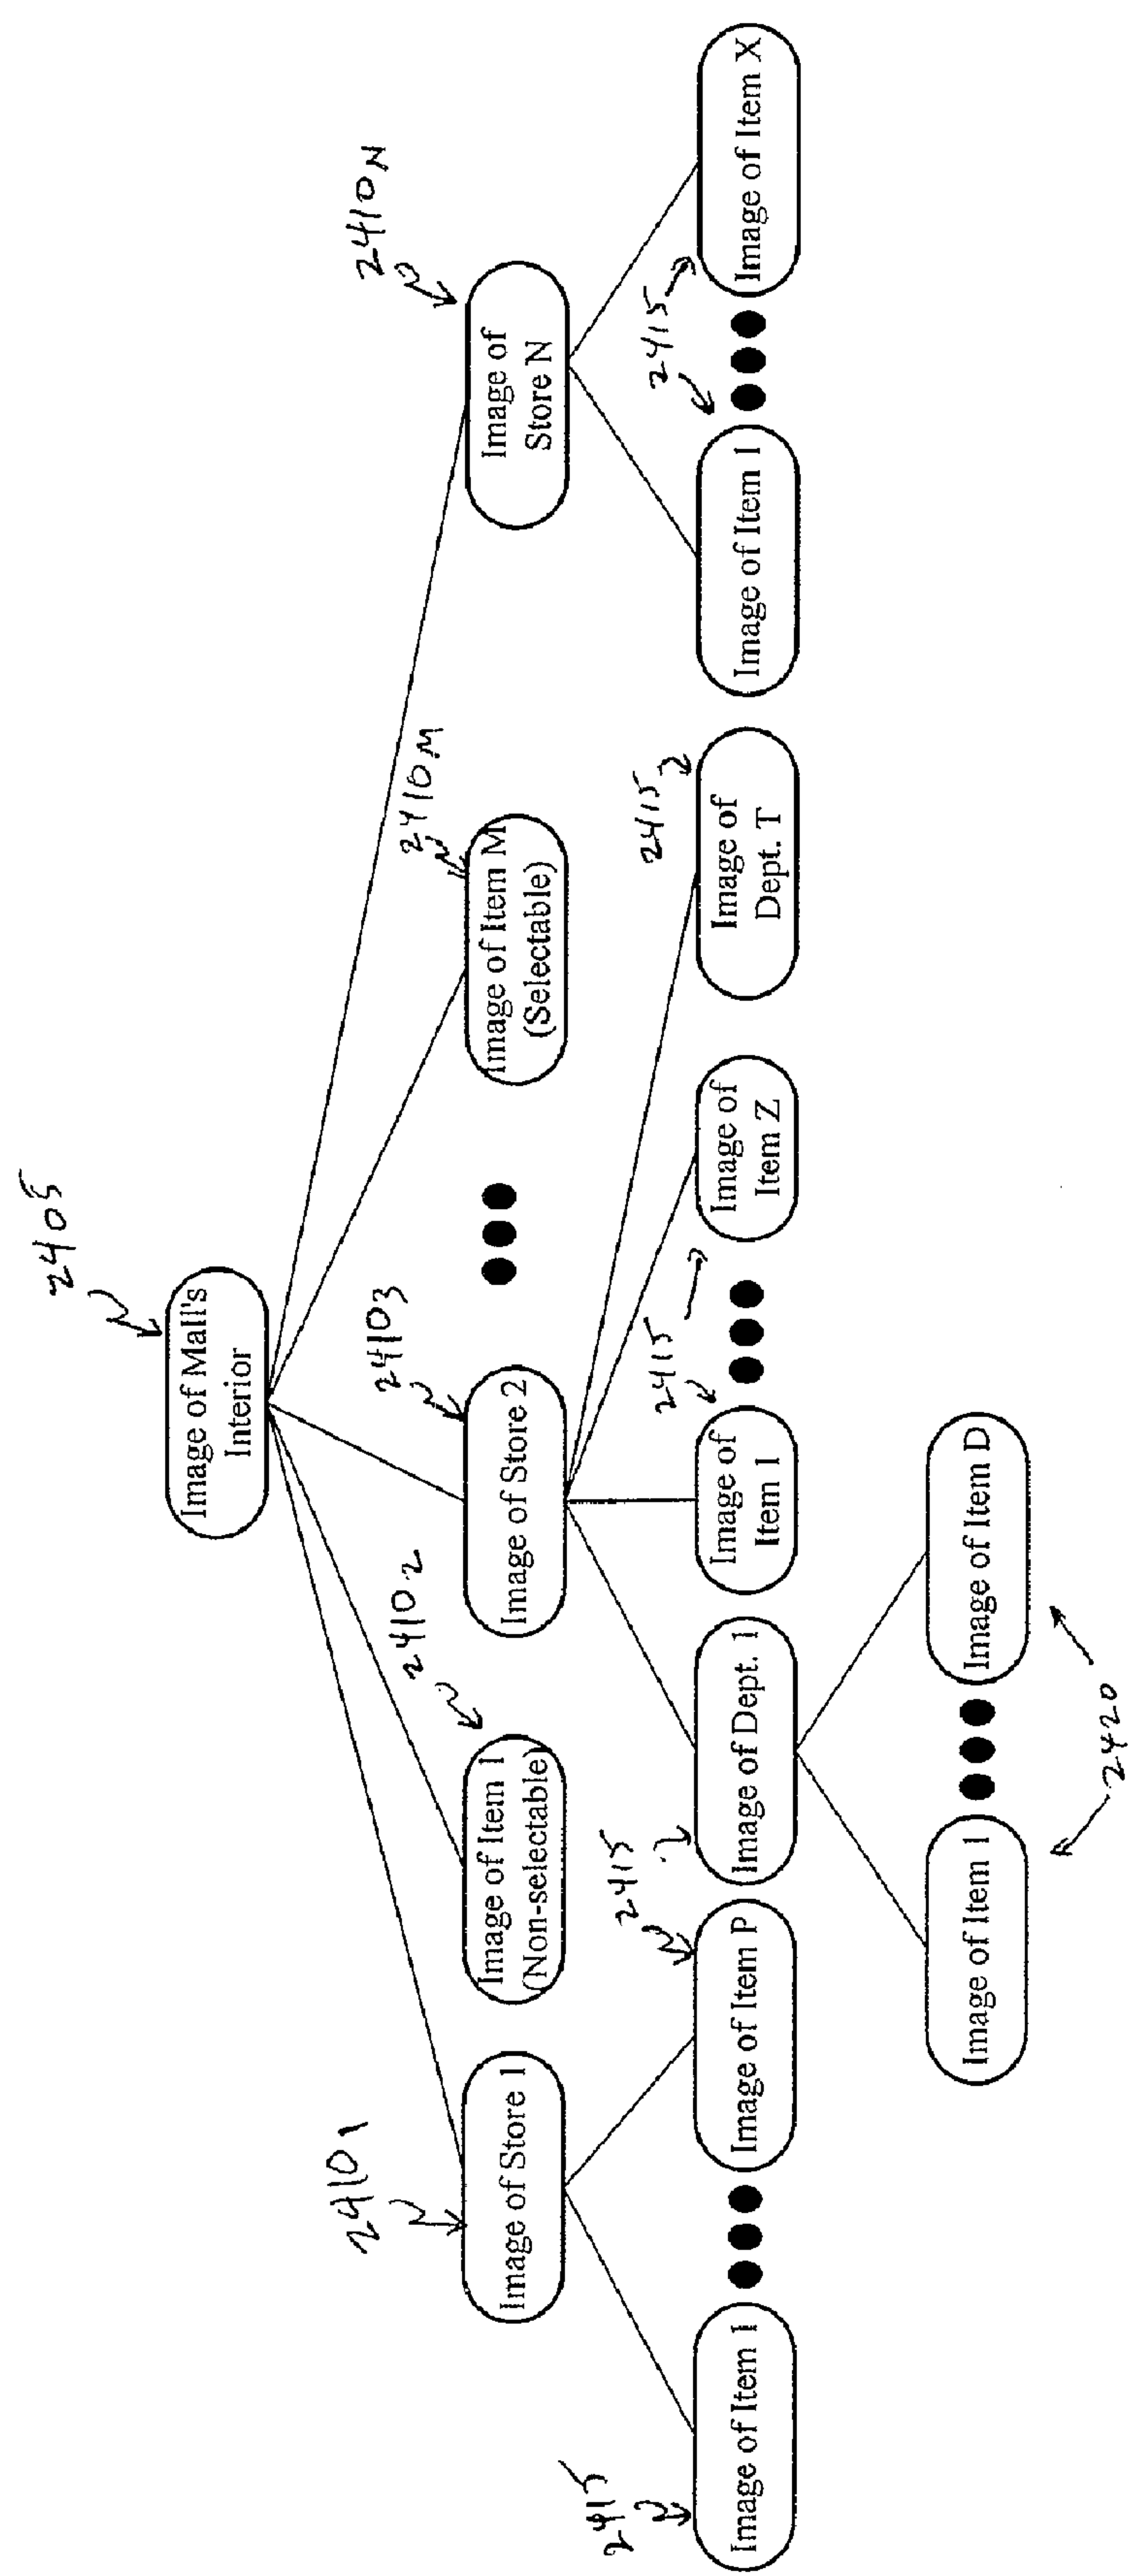 2405
Image of Mall's
Interior
2410₁
2410₂
2410₃
2410M
2410N
Image of Store 1
Image of Item 1
(Non-selectable)
Image of Store 2
Image of Item M
(Selectable)
Image of
Store N
2415
2415
2415
2415
2415
Image of Item 1
Image of Item P
Image of Dept. 1
Image of
Item 1
Image of
Item Z
Image of
Dept. T
Image of Item 1
Image of Item X
Image of Item 1
Image of Item D
2420